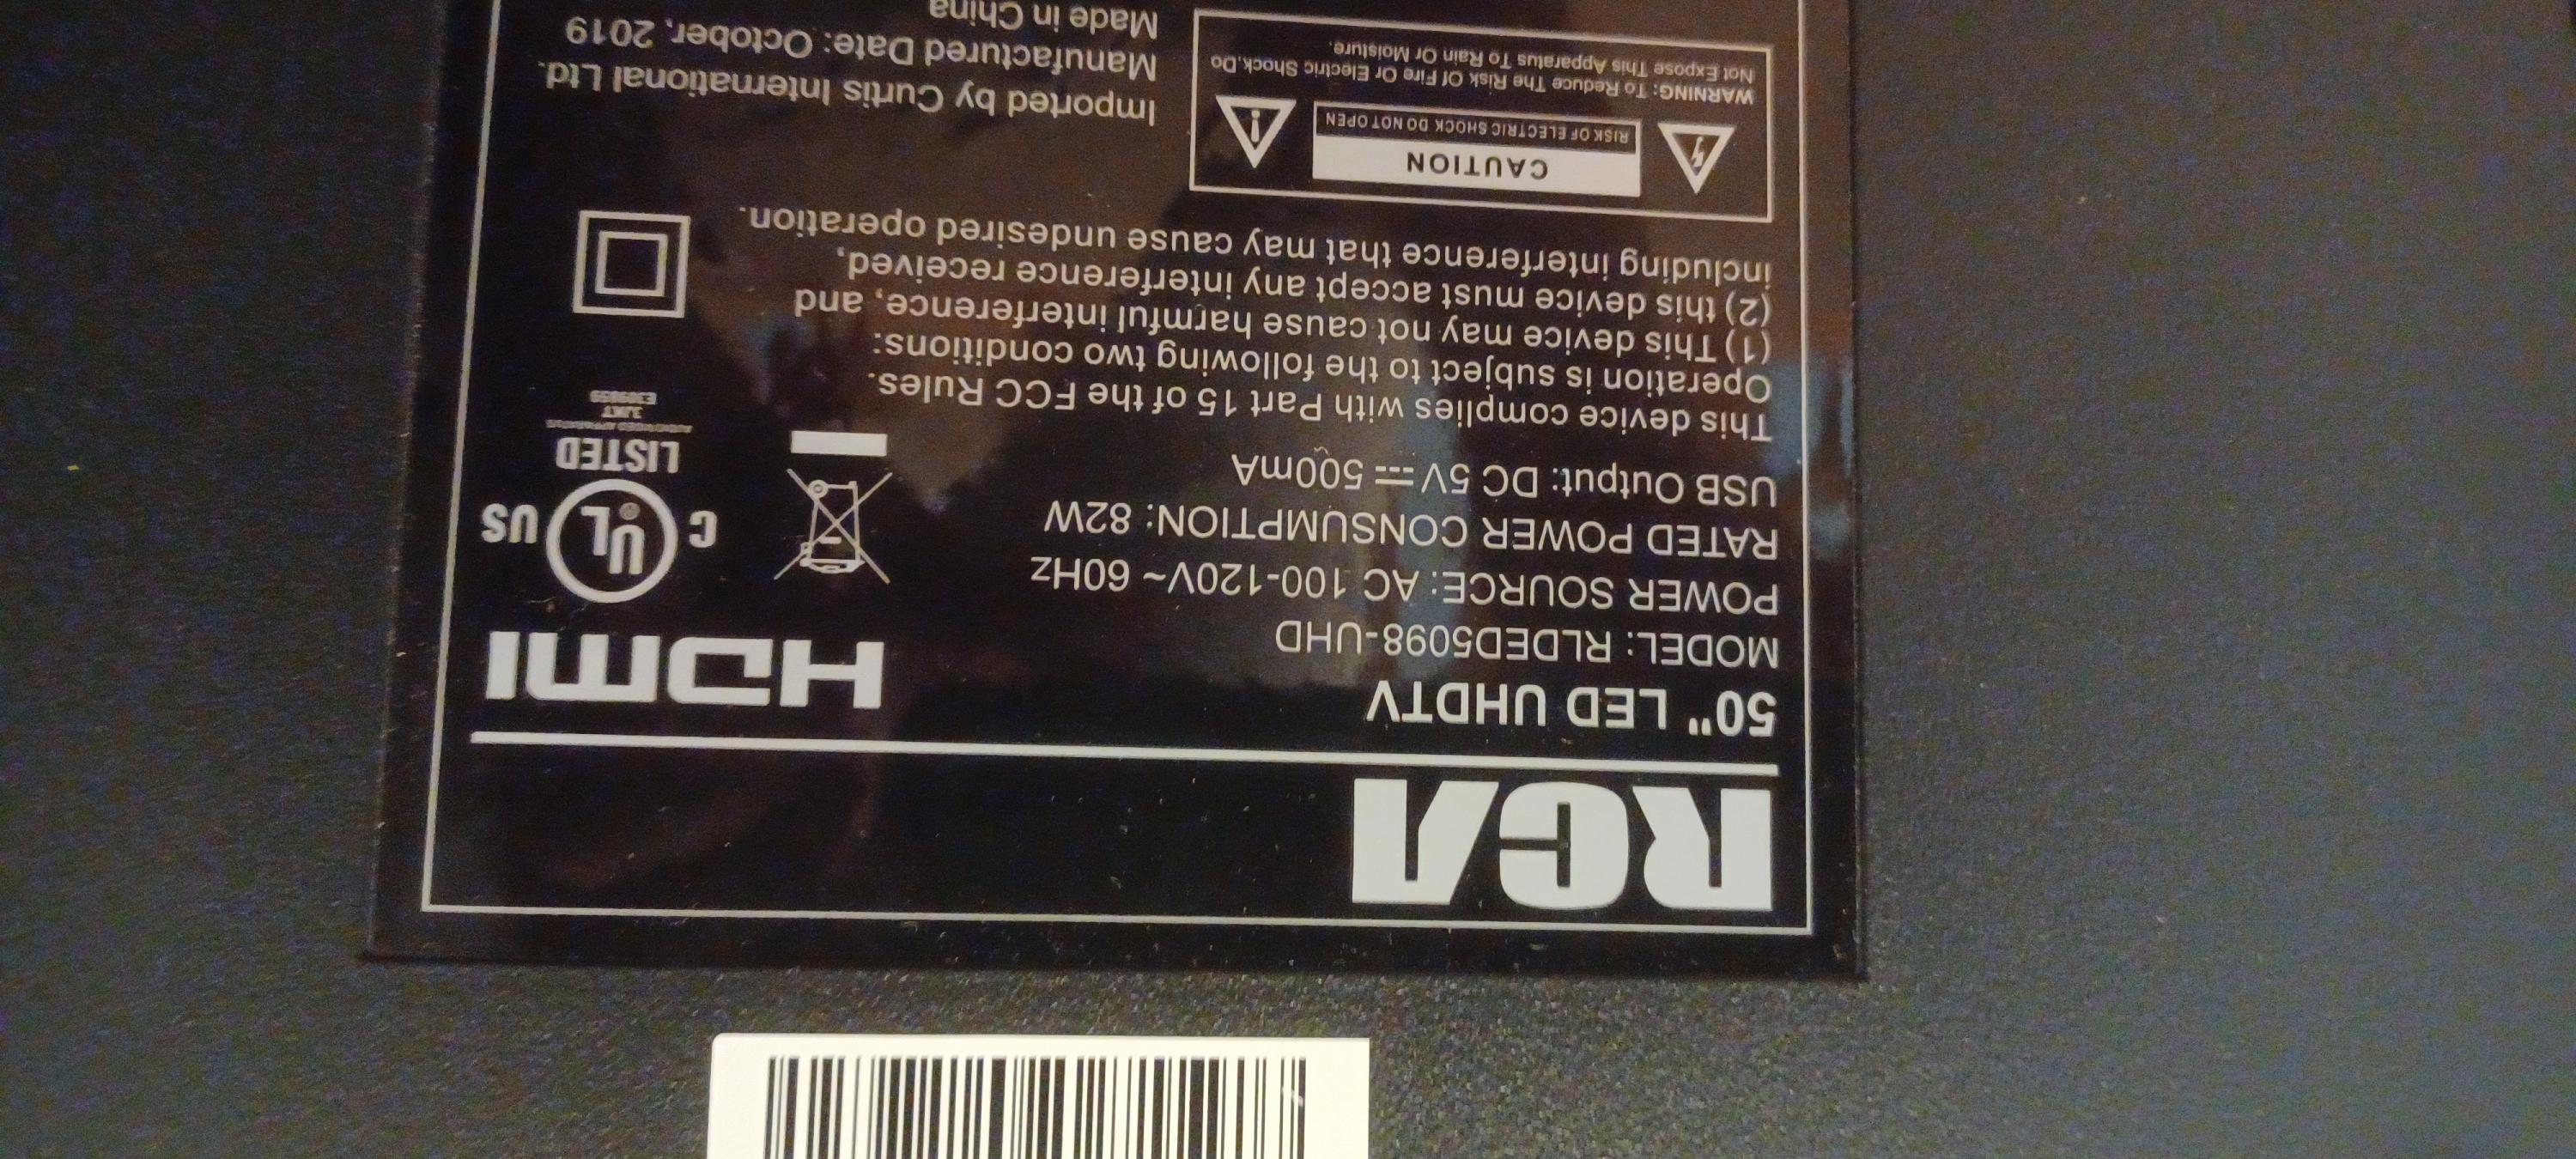 RCA
50" LED UHDTV
HDMI
MODEL: RLDED5098-UHD
POWER SOURCE: AC 100-120V~ 60Hz
RATED POWER CONSUMPTION: 82W
USB Output: DC 5V⎓500mA
C UL US
LISTED
AUDIO/VIDEO APPARATUS
3JKT
E309859
This device complies with Part 15 of the FCC Rules.
Operation is subject to the following two conditions:
(1) This device may not cause harmful interference, and
(2) this device must accept any interference received,
including interference that may cause undesired operation.
CAUTION
RISK OF ELECTRIC SHOCK DO NOT OPEN
WARNING: To Reduce The Risk Of Fire Or Electric Shock,Do
Not Expose This Apparatus To Rain Or Moisture.
Imported by Curtis International Ltd.
Manufactured Date: October, 2019
Made in China